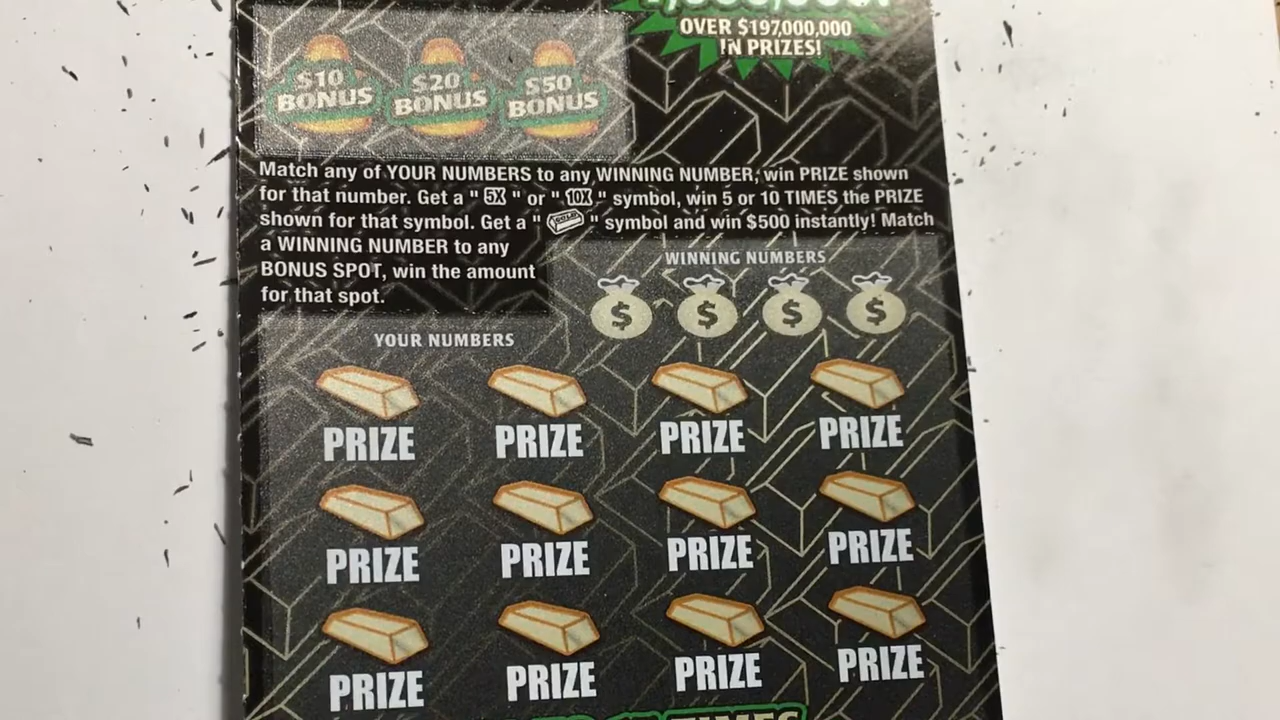 OVER $197,000,000
IN PRIZES!
$10
BONUS
$20
BONUS
$50
BONUS
Match any of YOUR NUMBERS to any WINNING NUMBER, win PRIZE shown
for that number. Get a " 5X " or " 10X " symbol, win 5 or 10 TIMES the PRIZE
shown for that symbol. Get a " GOLD " symbol and win $500 instantly! Match
a WINNING NUMBER to any
BONUS SPOT, win the amount
for that spot.
WINNING NUMBERS
$ $ $ $
YOUR NUMBERS
PRIZE PRIZE PRIZE PRIZE
PRIZE PRIZE PRIZE PRIZE
PRIZE PRIZE PRIZE PRIZE
TIMES